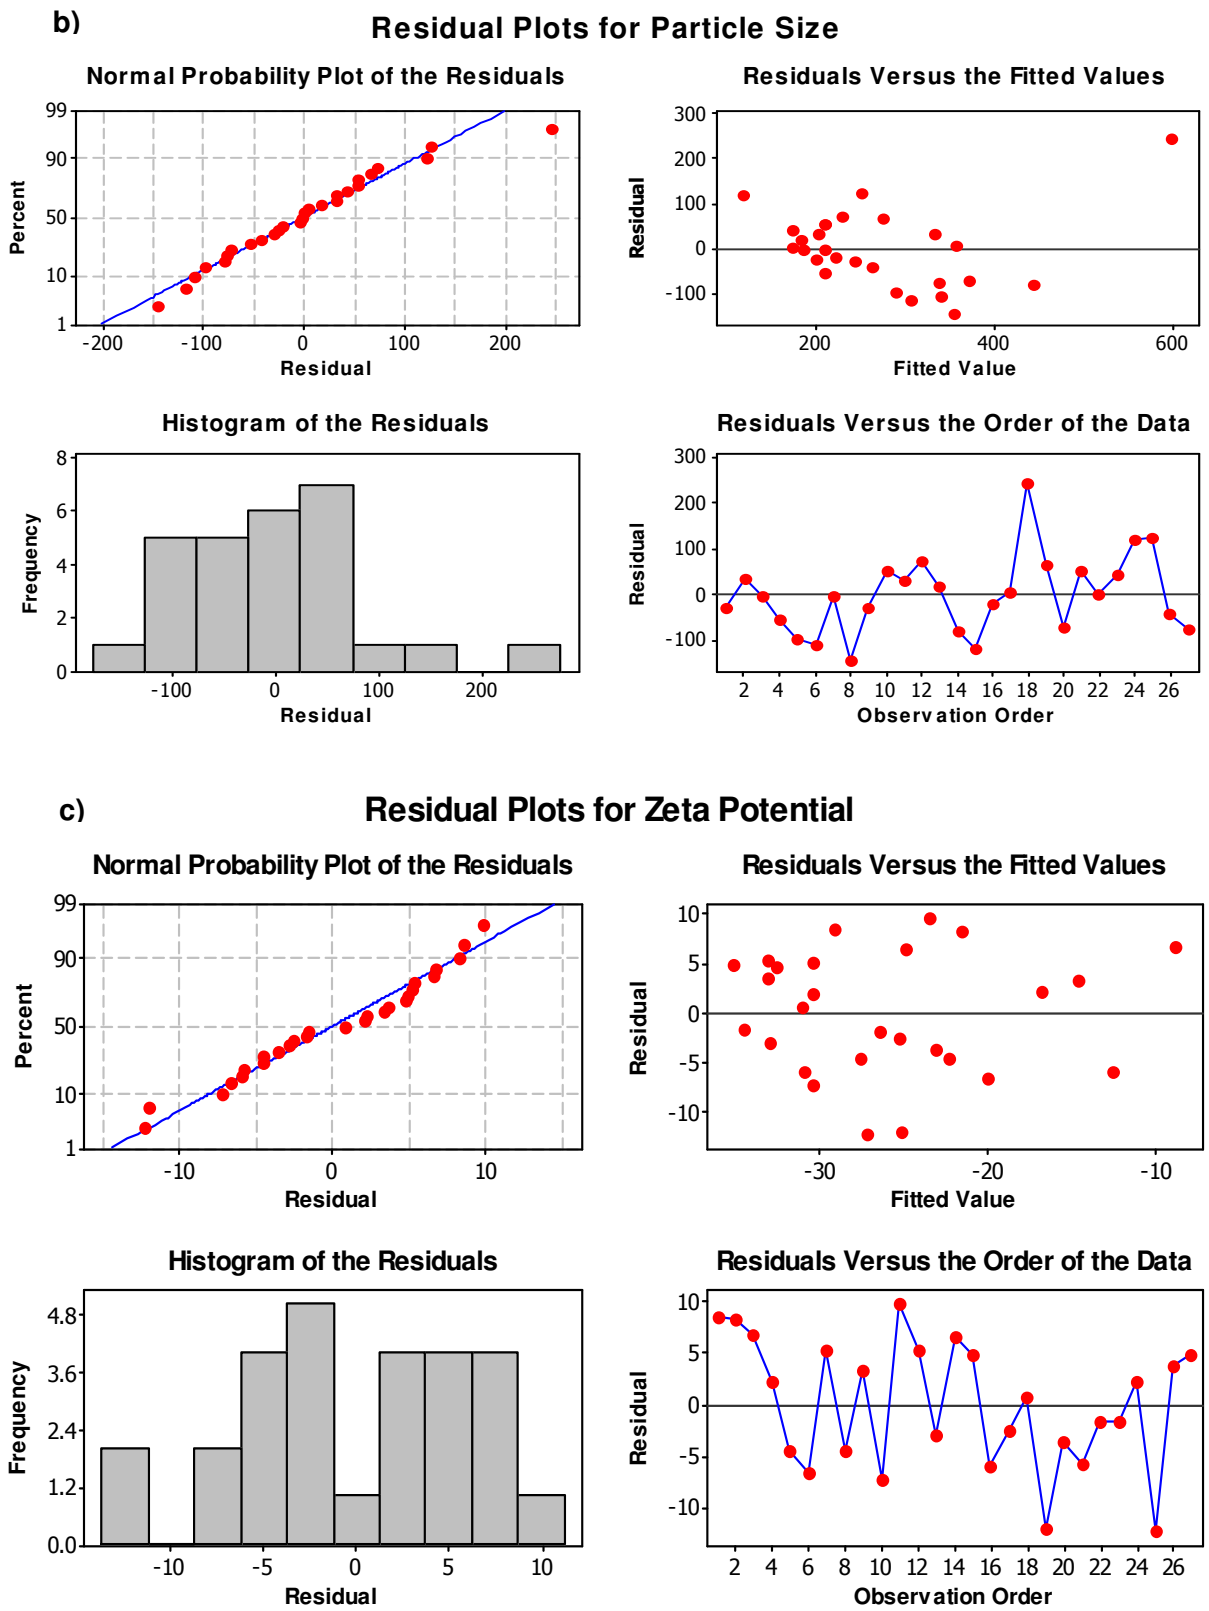 b)
Residual Plots for Particle Size
Normal Probability Plot of the Residuals
99
90
50
10
1
Percent
-200 -100 0 100 200
Residual
Residuals Versus the Fitted Values
300
200
100
0
-100
Residual
200 400 600
Fitted Value
Histogram of the Residuals
8
6
4
2
0
Frequency
-100 0 100 200
Residual
Residuals Versus the Order of the Data
300
200
100
0
-100
Residual
2 4 6 8 10 12 14 16 18 20 22 24 26
Observation Order
c)
Residual Plots for Zeta Potential
Normal Probability Plot of the Residuals
99
90
50
10
1
Percent
-10 0 10
Residual
Residuals Versus the Fitted Values
10
5
0
-5
-10
Residual
-30 -20 -10
Fitted Value
Histogram of the Residuals
4.8
3.6
2.4
1.2
0.0
Frequency
-10 -5 0 5 10
Residual
Residuals Versus the Order of the Data
10
5
0
-5
-10
Residual
2 4 6 8 10 12 14 16 18 20 22 24 26
Observation Order